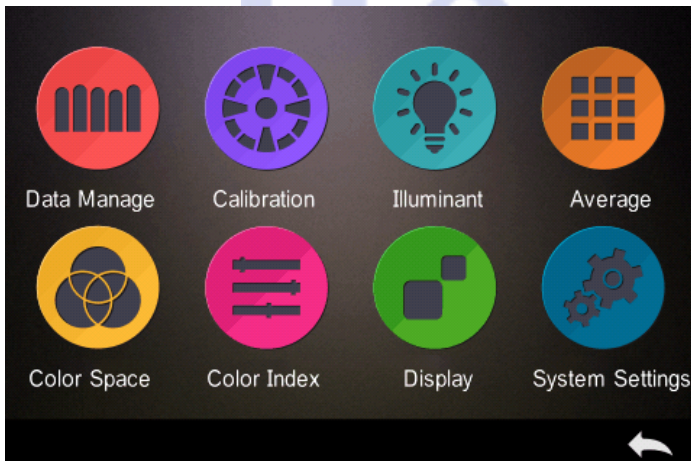 Data Manage Calibration Illuminant Average
Color Space Color Index Display System Settings